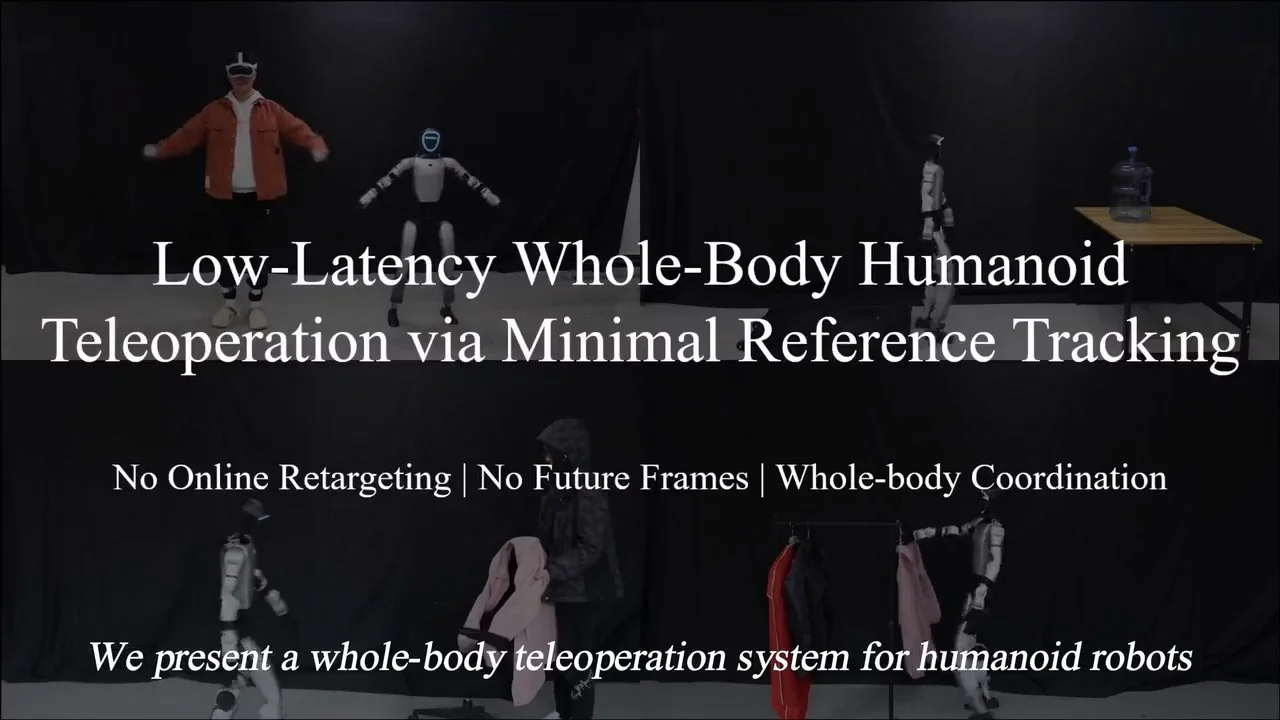 Low-Latency Whole-Body Humanoid
Teleoperation via Minimal Reference Tracking
No Online Retargeting | No Future Frames | Whole-body Coordination
We present a whole-body teleoperation system for humanoid robots